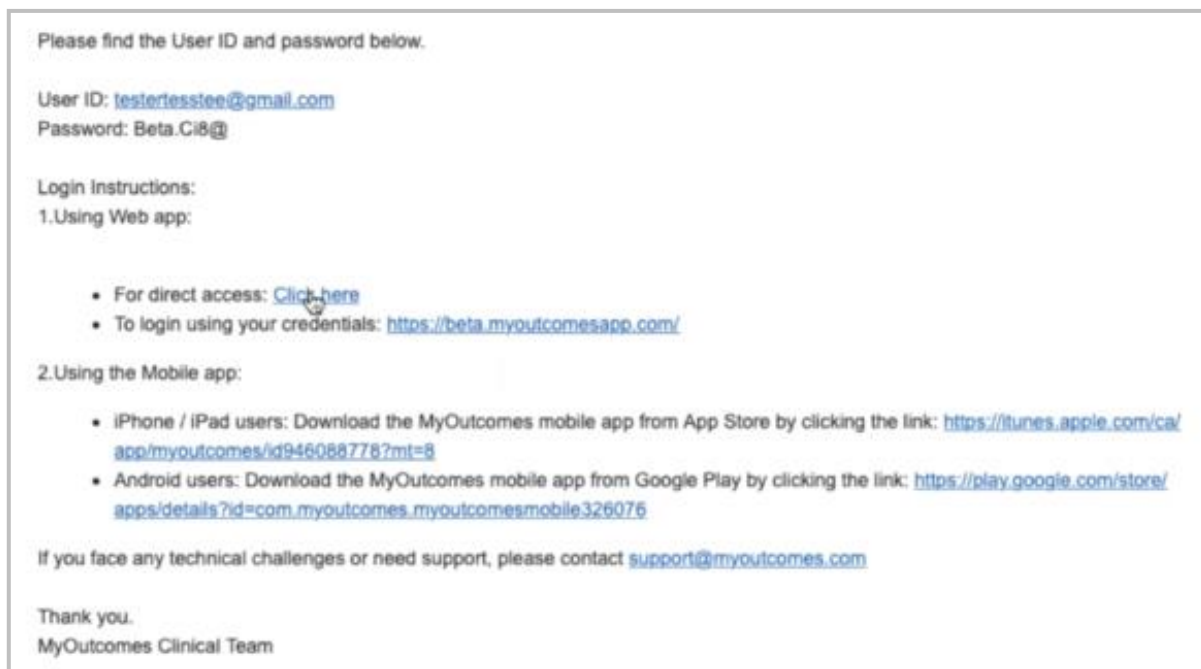 Please find the User ID and password below.
User ID: testertesstee@gmail.com
Password: Beta.Ci8@
Login Instructions:
1.Using Web app:
• For direct access: Click here
• To login using your credentials: https://beta.myoutcomesapp.com/
2.Using the Mobile app:
• iPhone / iPad users: Download the MyOutcomes mobile app from App Store by clicking the link: https://itunes.apple.com/ca/
app/myoutcomes/id946088778?mt=8
• Android users: Download the MyOutcomes mobile app from Google Play by clicking the link: https://play.google.com/store/
apps/details?id=com.myoutcomes.myoutcomesmobile326076
If you face any technical challenges or need support, please contact support@myoutcomes.com
Thank you.
MyOutcomes Clinical Team